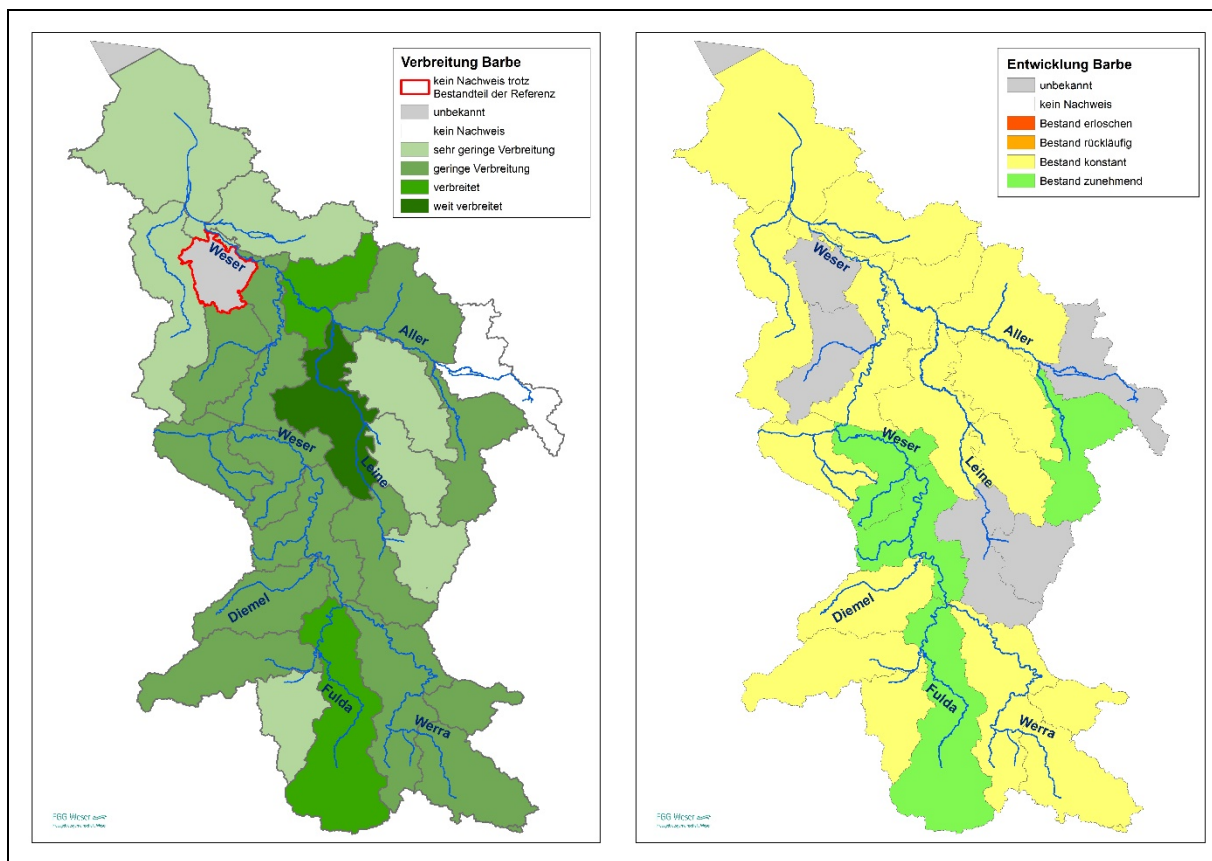 Verbreitung Barbe
kein Nachweis trotz
Bestandteil der Referenz
unbekannt
kein Nachweis
sehr geringe Verbreitung
geringe Verbreitung
verbreitet
weit verbreitet
Weser
Aller
Weser
Leine
Diemel
Fulda
Werra
FGG Weser
Entwicklung Barbe
unbekannt
kein Nachweis
Bestand erloschen
Bestand rückläufig
Bestand konstant
Bestand zunehmend
Weser
Aller
Weser
Leine
Diemel
Fulda
Werra
FGG Weser